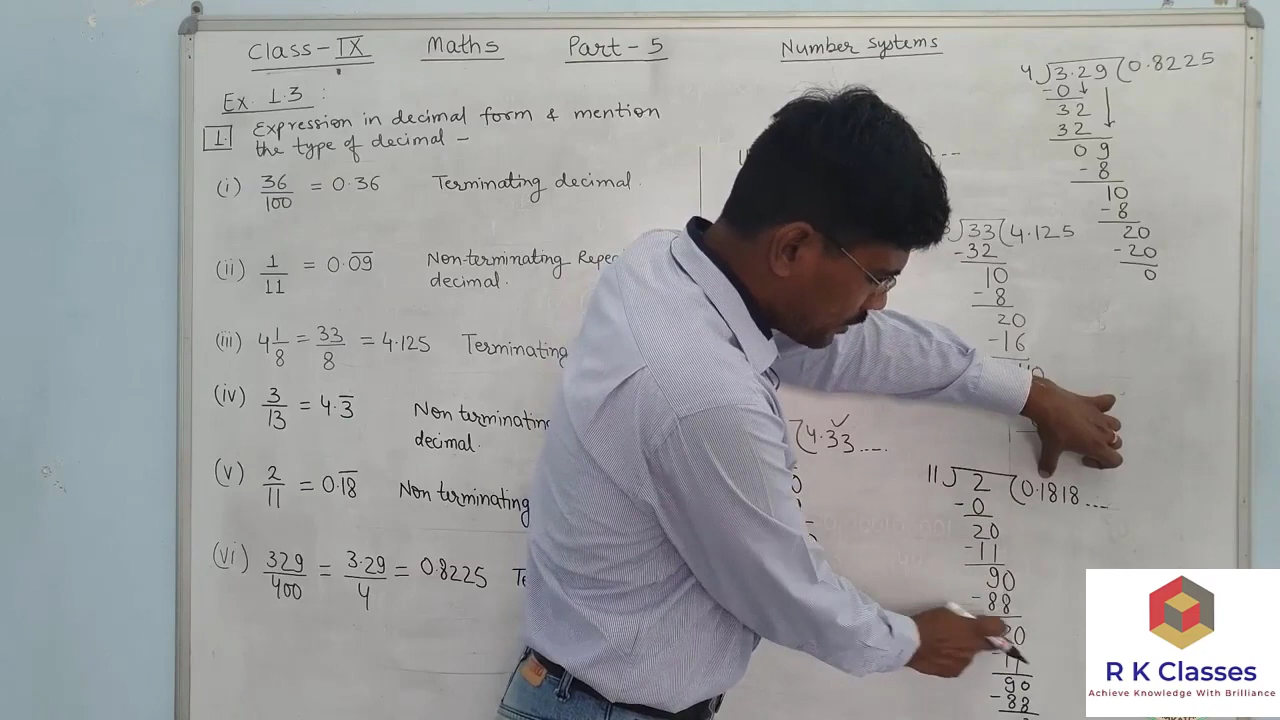 Class - IX Maths Part - 5 Number Systems
Ex. 1.3 :
1. Expression in decimal form & mention
the type of decimal -
(i) 36/100 = 0.36 Terminating decimal.
(ii) 1/11 = 0.0̅9̅ Non-terminating
decimal.
(iii) 4 1/8 = 33/8 = 4.125 Terminating
(iv) 3/13 = 4.3̅ Non terminating
decimal.
(v) 2/11 = 0.1̅8̅ Non terminating
(vi) 329/400 = 3.29/4 = 0.8225
4) 3.29 ( 0.8225
-0
32
32
09
-8
10
-8
20
-20
0
33 ( 4.125
-32
10
-8
20
-16
(4.33....
11) 2 ( 0.1818...
-0
20
-11
90
-88
20
-11
90
-88
R K Classes
Achieve Knowledge With Brilliance